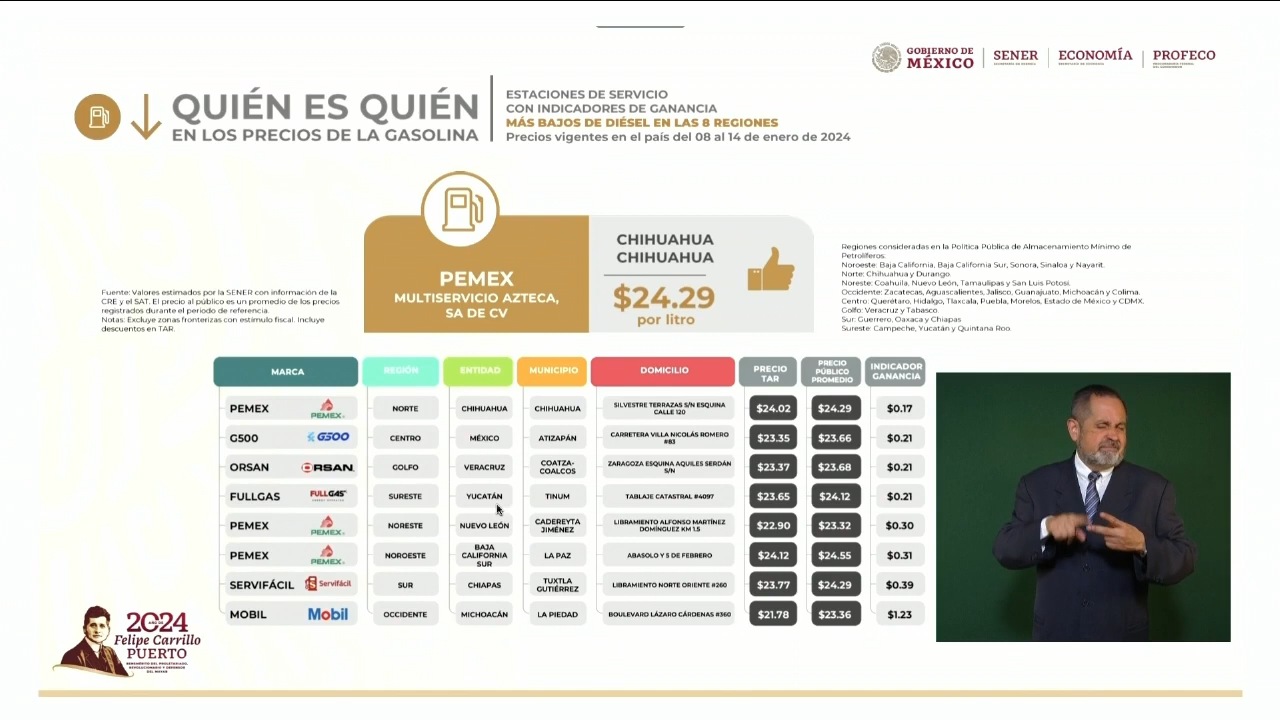 GOBIERNO DE
MÉXICO
SENER
ECONOMÍA
PROFECO
QUIÉN ES QUIÉN
EN LOS PRECIOS DE LA GASOLINA
ESTACIONES DE SERVICIO
CON INDICADORES DE GANANCIA
MÁS BAJOS DE DIÉSEL EN LAS 8 REGIONES
Precios vigentes en el país del 08 al 14 de enero de 2024
PEMEX
MULTISERVICIO AZTECA,
SA DE CV
CHIHUAHUA
CHIHUAHUA
$24.29
por litro
Fuente: Valores estimados por la SENER con información de la
CRE y el SAT. El precio al público es un promedio de los precios
registrados durante el periodo de referencia.
Notas: Excluye zonas fronterizas con estímulo fiscal. Incluye
descuentos en TAR.
Regiones consideradas en la Política Pública de Almacenamiento Mínimo de
Petrolíferos.
Noroeste: Baja California, Baja California Sur, Sonora, Sinaloa y Nayarit.
Norte: Chihuahua y Durango.
Noreste: Coahuila, Nuevo León, Tamaulipas y San Luis Potosí.
Occidente: Zacatecas, Aguascalientes, Jalisco, Guanajuato, Michoacán y Colima.
Centro: Querétaro, Hidalgo, Tlaxcala, Puebla, Morelos, Estado de México y CDMX.
Golfo: Veracruz y Tabasco.
Sur: Guerrero, Oaxaca y Chiapas
Sureste: Campeche, Yucatán y Quintana Roo.
MARCA REGIÓN ENTIDAD MUNICIPIO DOMICILIO PRECIO TAR PRECIO PÚBLICO PROMEDIO INDICADOR GANANCIA
PEMEX PEMEX NORTE CHIHUAHUA CHIHUAHUA SILVESTRE TERRAZAS S/N ESQUINA CALLE 120 $24.02 $24.29 $0.17
G500 G500 CENTRO MÉXICO ATIZAPÁN CARRETERA VILLA NICOLÁS ROMERO #83 $23.35 $23.66 $0.21
ORSAN ORSAN GOLFO VERACRUZ COATZA-COALCOS ZARAGOZA ESQUINA AQUILES SERDÁN S/N $23.37 $23.68 $0.21
FULLGAS FULLGAS SURESTE YUCATÁN TINUM TABLAJE CATASTRAL #4097 $23.65 $24.12 $0.21
PEMEX PEMEX NORESTE NUEVO LEÓN CADEREYTA JIMÉNEZ LIBRAMIENTO ALFONSO MARTÍNEZ DOMÍNGUEZ KM 1.5 $22.90 $23.32 $0.30
PEMEX PEMEX NOROESTE BAJA CALIFORNIA SUR LA PAZ ABASOLO Y 5 DE FEBRERO $24.12 $24.55 $0.31
SERVIFÁCIL Servifácil SUR CHIAPAS TUXTLA GUTIÉRREZ LIBRAMIENTO NORTE ORIENTE #260 $23.77 $24.29 $0.39
MOBIL Mobil OCCIDENTE MICHOACÁN LA PIEDAD BOULEVARD LÁZARO CÁRDENAS #360 $21.78 $23.36 $1.23
2024
Felipe Carrillo
PUERTO
BENEMÉRITO DEL PROLETARIADO,
REVOLUCIONARIO Y DEFENSOR
DEL MAYAB